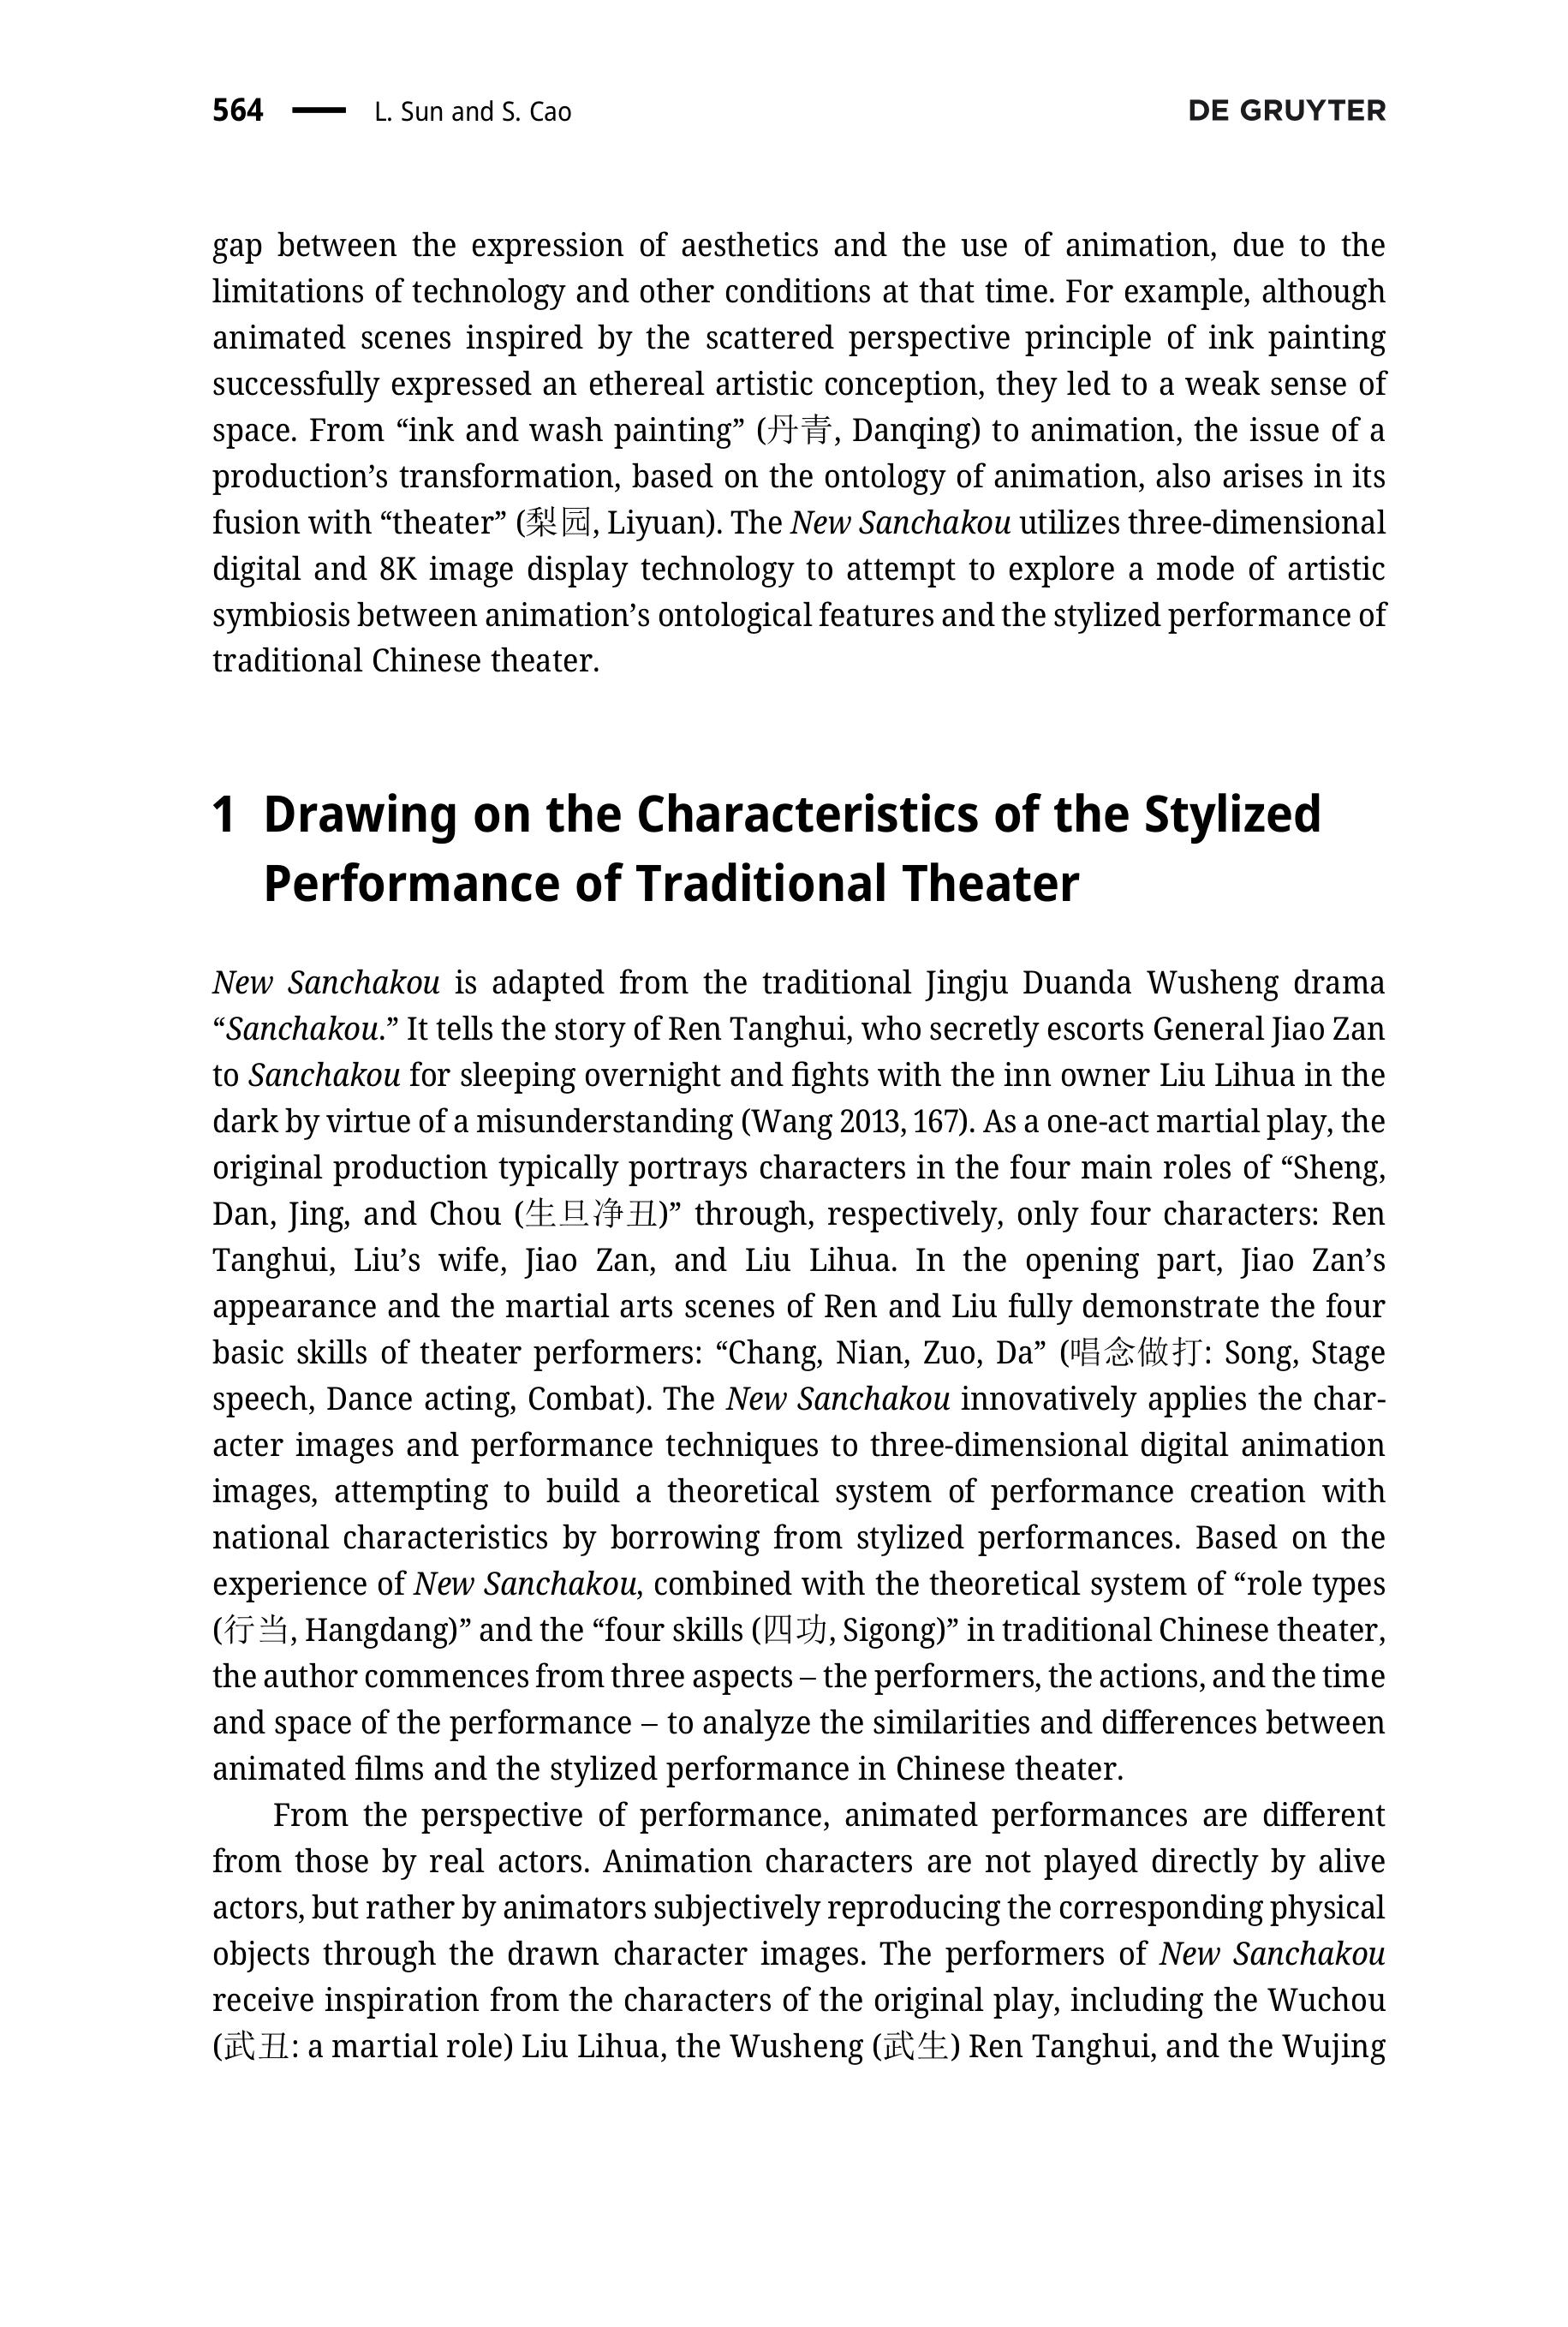 564 — L. Sun and S. Cao DE GRUYTER
gap between the expression of aesthetics and the use of animation, due to the
limitations of technology and other conditions at that time. For example, although
animated scenes inspired by the scattered perspective principle of ink painting
successfully expressed an ethereal artistic conception, they led to a weak sense of
space. From “ink and wash painting” (丹青, Danqing) to animation, the issue of a
production’s transformation, based on the ontology of animation, also arises in its
fusion with “theater” (梨园, Liyuan). The New Sanchakou utilizes three-dimensional
digital and 8K image display technology to attempt to explore a mode of artistic
symbiosis between animation’s ontological features and the stylized performance of
traditional Chinese theater.
1 Drawing on the Characteristics of the Stylized
Performance of Traditional Theater
New Sanchakou is adapted from the traditional Jingju Duanda Wusheng drama
“Sanchakou.” It tells the story of Ren Tanghui, who secretly escorts General Jiao Zan
to Sanchakou for sleeping overnight and fights with the inn owner Liu Lihua in the
dark by virtue of a misunderstanding (Wang 2013, 167). As a one-act martial play, the
original production typically portrays characters in the four main roles of “Sheng,
Dan, Jing, and Chou (生旦净丑)” through, respectively, only four characters: Ren
Tanghui, Liu’s wife, Jiao Zan, and Liu Lihua. In the opening part, Jiao Zan’s
appearance and the martial arts scenes of Ren and Liu fully demonstrate the four
basic skills of theater performers: “Chang, Nian, Zuo, Da” (唱念做打: Song, Stage
speech, Dance acting, Combat). The New Sanchakou innovatively applies the char-
acter images and performance techniques to three-dimensional digital animation
images, attempting to build a theoretical system of performance creation with
national characteristics by borrowing from stylized performances. Based on the
experience of New Sanchakou, combined with the theoretical system of “role types
(行当, Hangdang)” and the “four skills (四功, Sigong)” in traditional Chinese theater,
the author commences from three aspects – the performers, the actions, and the time
and space of the performance – to analyze the similarities and differences between
animated films and the stylized performance in Chinese theater.
From the perspective of performance, animated performances are different
from those by real actors. Animation characters are not played directly by alive
actors, but rather by animators subjectively reproducing the corresponding physical
objects through the drawn character images. The performers of New Sanchakou
receive inspiration from the characters of the original play, including the Wuchou
(武丑: a martial role) Liu Lihua, the Wusheng (武生) Ren Tanghui, and the Wujing